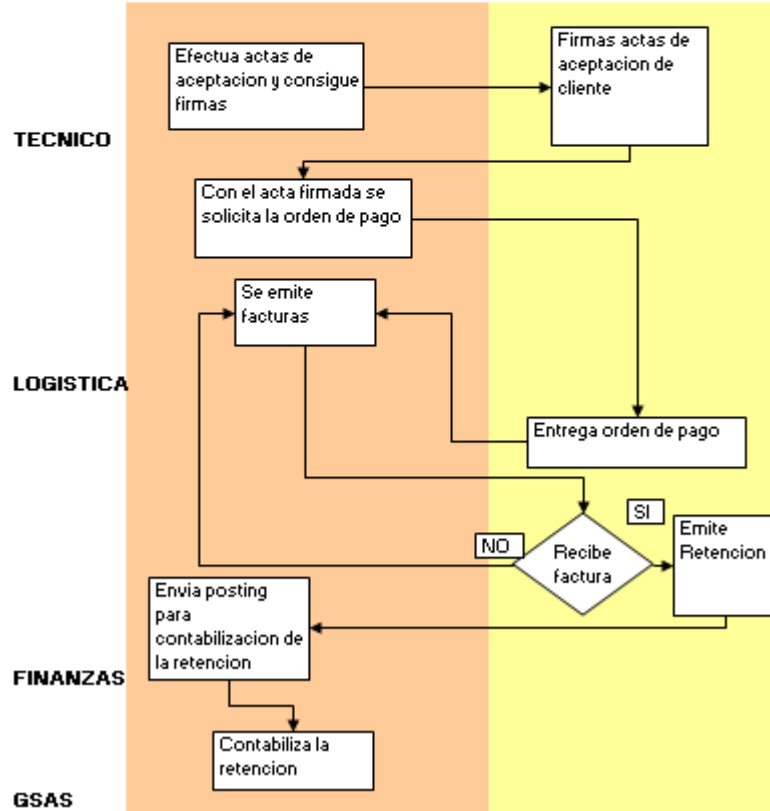 Efectua actas de
aceptacion y consigue
firmas
Firmas actas de
aceptacion de
cliente
TECNICO
Con el acta firmada se
solicita la orden de pago
Se emite
facturas
LOGISTICA
Entrega orden de pago
SI
NO
Recibe
factura
Emite
Retencion
Envia posting
para
contabilizacion de
la retencion
FINANZAS
Contabiliza la
retencion
GSAS